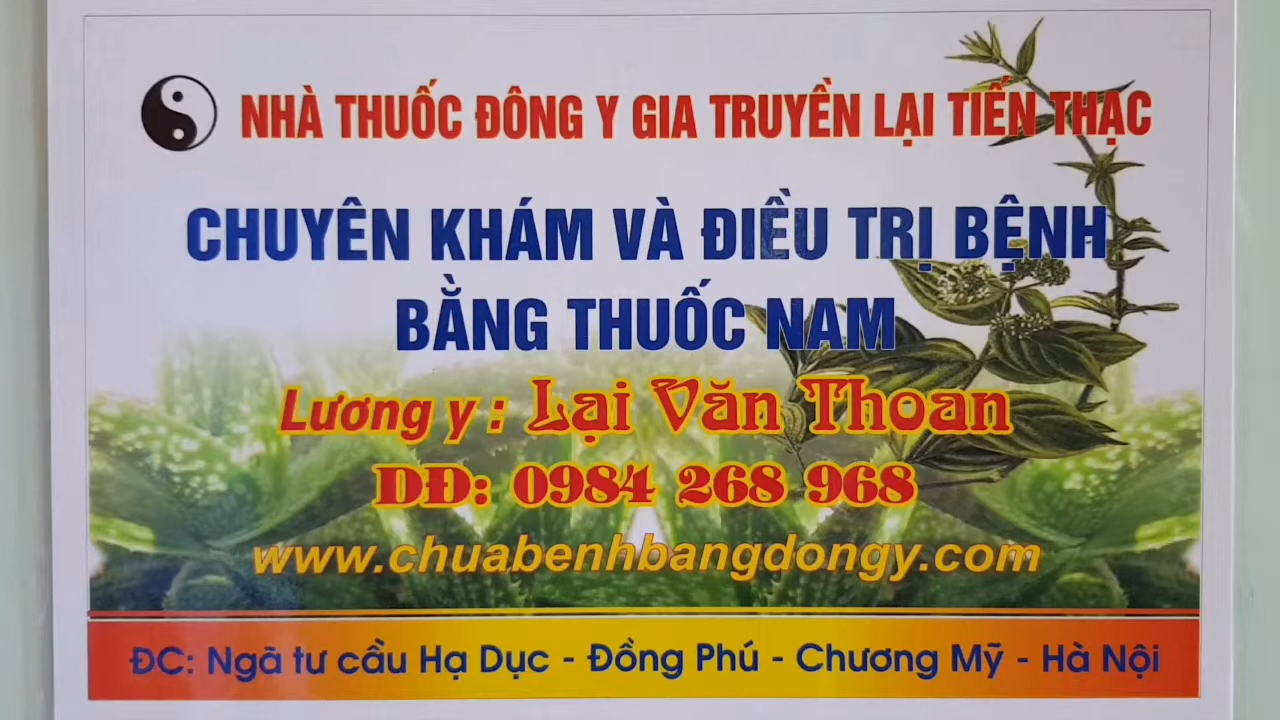 NHÀ THUỐC ĐÔNG Y GIA TRUYỀN LẠI TIẾN THẠC
CHUYÊN KHÁM VÀ ĐIỀU TRỊ BỆNH
BẰNG THUỐC NAM
Lương y : Lại Văn Thoan
DĐ: 0984 268 968
www.chuabenhbangdongy.com
ĐC: Ngã tư cầu Hạ Dục - Đồng Phú - Chương Mỹ - Hà Nội